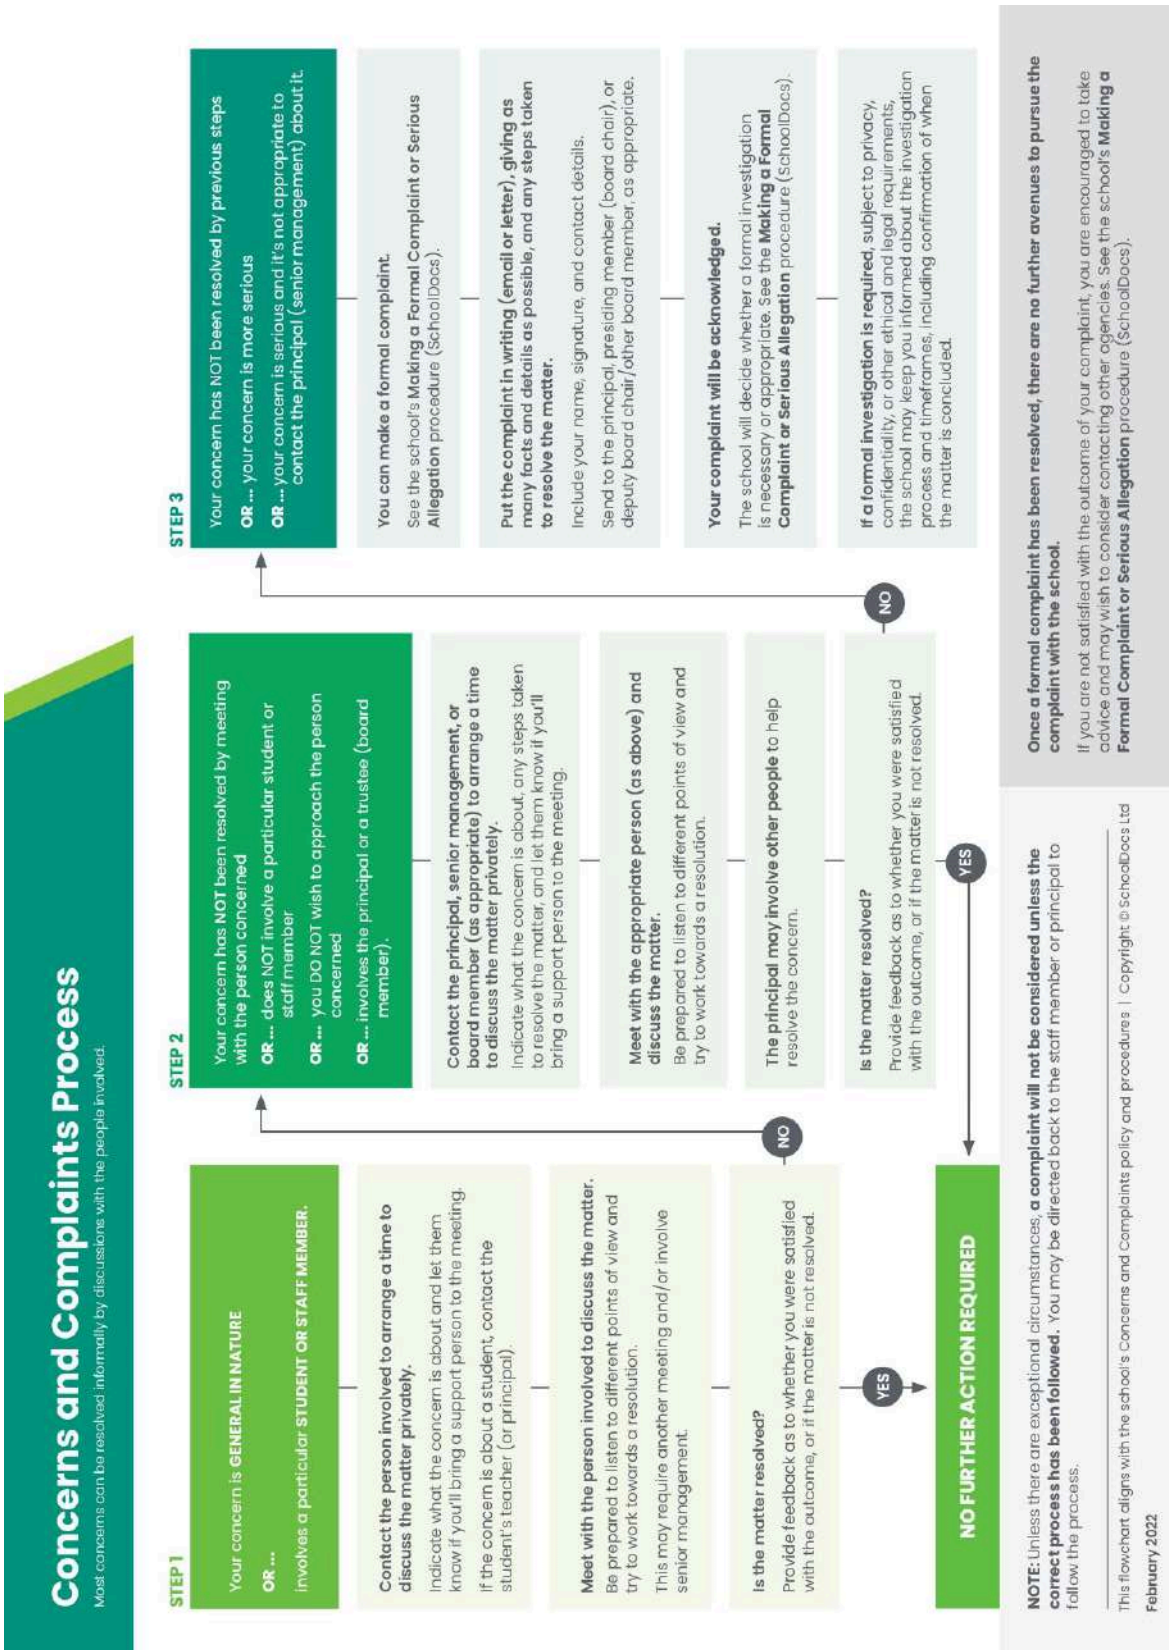 Concerns and Complaints Process
Most concerns can be resolved informally by discussions with the people involved.
STEP 1
Your concern is GENERAL IN NATURE
OR ...
involves a particular STUDENT OR STAFF MEMBER.
Contact the person involved to arrange a time to
discuss the matter privately.
Indicate what the concern is about and let them
know if you'll bring a support person to the meeting.
If the concern is about a student, contact the
student's teacher (or principal).
Meet with the person involved to discuss the matter.
Be prepared to listen to different points of view and
try to work towards a resolution.
This may require another meeting and/or involve
senior management.
Is the matter resolved?
Provide feedback as to whether you were satisfied
with the outcome, or if the matter is not resolved.
NO
YES
NO FURTHER ACTION REQUIRED
STEP 2
Your concern has NOT been resolved by meeting
with the person concerned
OR ... does NOT involve a particular student or
staff member
OR ... you DO NOT wish to approach the person
concerned
OR ... involves the principal or a trustee (board
member).
Contact the principal, senior management, or
board member (as appropriate) to arrange a time
to discuss the matter privately.
Indicate what the concern is about, any steps taken
to resolve the matter, and let them know if you'll
bring a support person to the meeting.
Meet with the appropriate person (as above) and
discuss the matter.
Be prepared to listen to different points of view and
try to work towards a resolution.
The principal may involve other people to help
resolve the concern.
Is the matter resolved?
Provide feedback as to whether you were satisfied
with the outcome, or if the matter is not resolved.
NO
YES
STEP 3
Your concern has NOT been resolved by previous steps
OR ... your concern is more serious
OR ... your concern is serious and it's not appropriate to
contact the principal (senior management) about it.
You can make a formal complaint.
See the school's Making a Formal Complaint or Serious
Allegation procedure (SchoolDocs).
Put the complaint in writing (email or letter), giving as
many facts and details as possible, and any steps taken
to resolve the matter.
Include your name, signature, and contact details.
Send to the principal, presiding member (board chair), or
deputy board chair/other board member, as appropriate.
Your complaint will be acknowledged.
The school will decide whether a formal investigation
is necessary or appropriate. See the Making a Formal
Complaint or Serious Allegation procedure (SchoolDocs).
If a formal investigation is required, subject to privacy,
confidentiality, or other ethical and legal requirements,
the school may keep you informed about the investigation
process and timeframes, including confirmation of when
the matter is concluded.
NOTE: Unless there are exceptional circumstances, a complaint will not be considered unless the
correct process has been followed. You may be directed back to the staff member or principal to
follow the process.
This flowchart aligns with the school's Concerns and Complaints policy and procedures | Copyright © SchoolDocs Ltd
February 2022
Once a formal complaint has been resolved, there are no further avenues to pursue the
complaint with the school.
If you are not satisfied with the outcome of your complaint, you are encouraged to take
advice and may wish to consider contacting other agencies. See the school's Making a
Formal Complaint or Serious Allegation procedure (SchoolDocs).